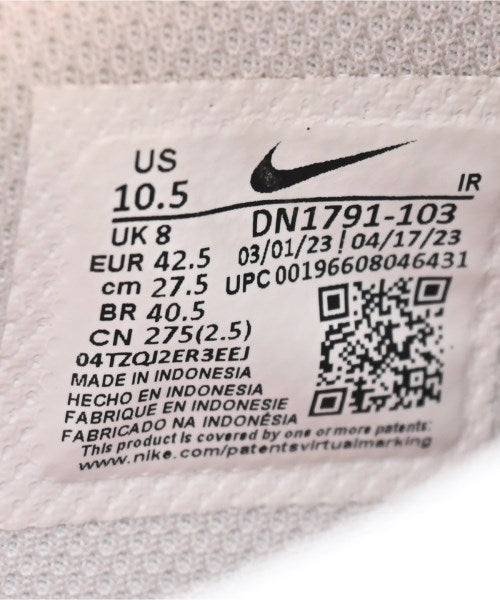 US
10.5
IR
UK 8
DN1791-103
EUR 42.5
03/01/23 | 04/17/23
cm 27.5
UPC 00196608046431
BR 40.5
CN 275(2.5)
04TZQJ2ER3EEJ
MADE IN INDONESIA
HECHO EN INDONESIA
FABRIQUE EN INDONESIE
FABRICADO NA INDONÉSIA
This product is covered by one or more patents:
www.nike.com/patentsvirtualmarking